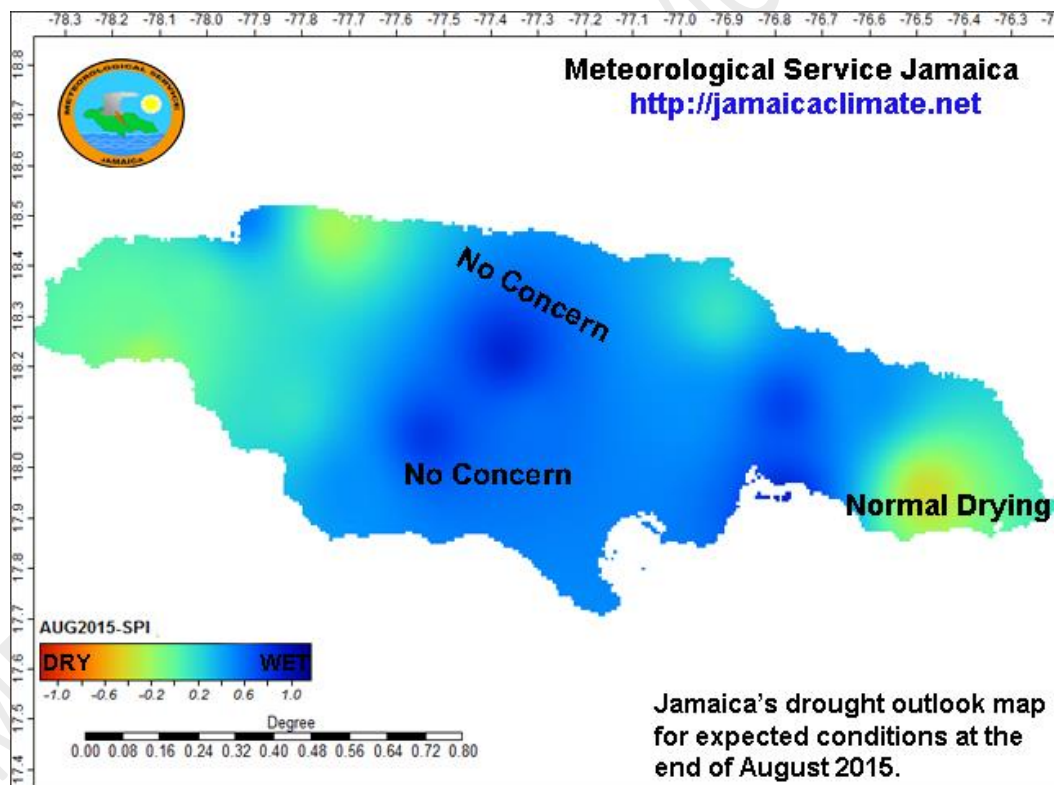 -78.3 -78.1 -78.0 -77.9 -77.8 -77.7 -77.6 -77.4 -77.3 -77.2 -77.1 -77.0 -76.9 -76.8 -76.7 -76.6 -76.5 -76.4 -76.3
18.8
18.7
18.6
18.5
18.4
18.3
18.2
18.1
18.0
17.9
17.8
17.7
17.6
17.5
17.4
METEOROLOGICAL SERVICE
JAMAICA
Meteorological Service Jamaica
http://jamaicaclimate.net
No Concern
No Concern
Normal Drying
AUG2015-SPI
DRY WET
-1.0 -0.6 -0.2 0.2 0.6 1.0
Degree
0.00 0.08 0.16 0.24 0.32 0.40 0.48 0.56 0.64 0.72 0.80
Jamaica's drought outlook map
for expected conditions at the
end of August 2015.